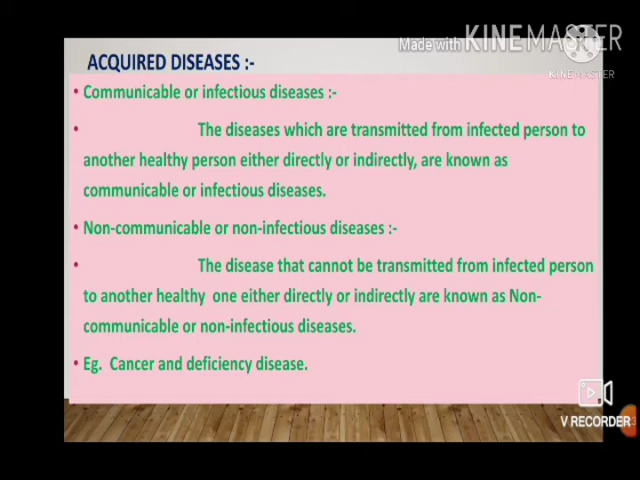 Made with KINEMASTER
KINEMASTER
ACQUIRED DISEASES :-
• Communicable or infectious diseases :-
• The diseases which are transmitted from infected person to
another healthy person either directly or indirectly, are known as
communicable or infectious diseases.
• Non-communicable or non-infectious diseases :-
• The disease that cannot be transmitted from infected person
to another healthy one either directly or indirectly are known as Non-
communicable or non-infectious diseases.
• Eg. Cancer and deficiency disease.
V RECORDER